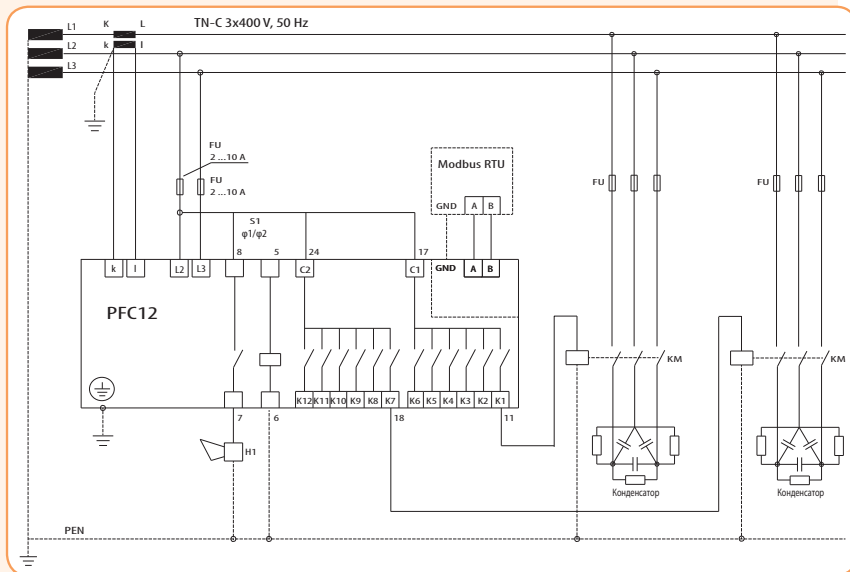 K L TN-C 3x400 V, 50 Hz
L1
L2 k l
L3
FU
2 ...10 A
FU
2 ...10 A
Modbus RTU
GND A B
FU FU
S1
φ1/φ2
8 5 24 17
k l L2 L3 C2 C1 GND A B
PFC12
KM KM
K12 K11 K10 K9 K8 K7 K6 K5 K4 K3 K2 K1
7 6 18 11
H1
Конденсатор Конденсатор
PEN